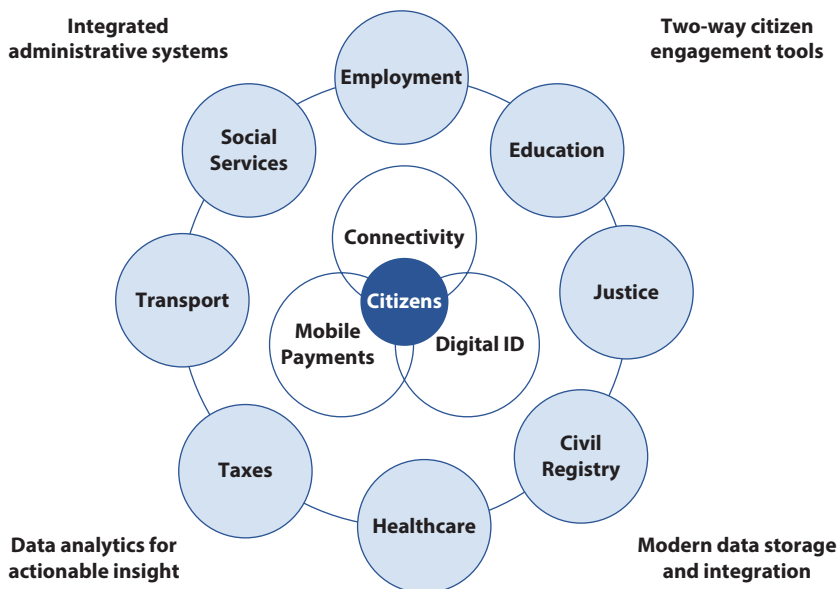 Integrated
administrative systems
Two-way citizen
engagement tools
Employment
Social
Services
Education
Connectivity
Transport
Citizens
Justice
Mobile
Payments
Digital ID
Taxes
Civil
Registry
Healthcare
Data analytics for
actionable insight
Modern data storage
and integration